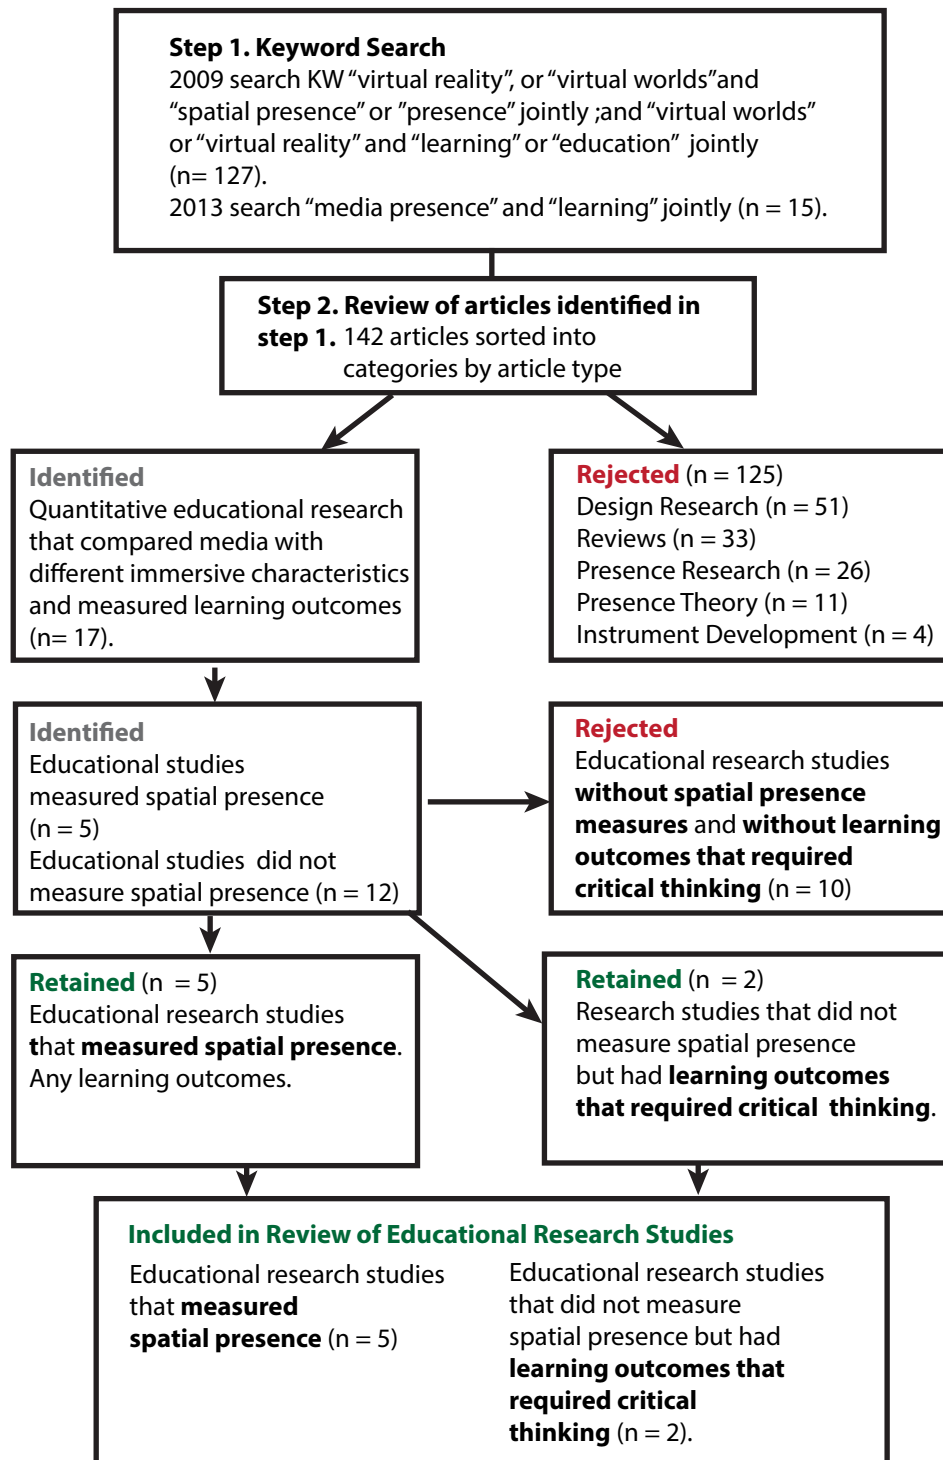 Step 1. Keyword Search
2009 search KW “virtual reality”, or “virtual worlds”and
“spatial presence” or ”presence” jointly ;and “virtual worlds”
or “virtual reality” and “learning” or “education”  jointly
(n= 127).
2013 search “media presence” and “learning” jointly (n = 15).
Step 2. Review of articles identified in
step 1. 142 articles sorted into
categories by article type
Identified
Quantitative educational research
that compared media with
different immersive characteristics
and measured learning outcomes
(n= 17).
Rejected (n = 125)
Design Research (n = 51)
Reviews (n = 33)
Presence Research (n = 26)
Presence Theory (n = 11)
Instrument Development (n = 4)
Identified
Educational studies
measured spatial presence
(n = 5)
Educational studies  did not
measure spatial presence (n = 12)
Rejected
Educational research studies
without spatial presence
measures and without learning
outcomes that required
critical thinking (n = 10)
Retained (n  = 5)
Educational research studies
that measured spatial presence.
Any learning outcomes.
Retained (n  = 2)
Research studies that did not
measure spatial presence
but had learning outcomes
that required critical  thinking.
Included in Review of Educational Research Studies
Educational research studies
that measured
spatial presence (n = 5)
Educational research studies
that did not measure
spatial presence but had
learning outcomes that
required critical
thinking (n = 2).